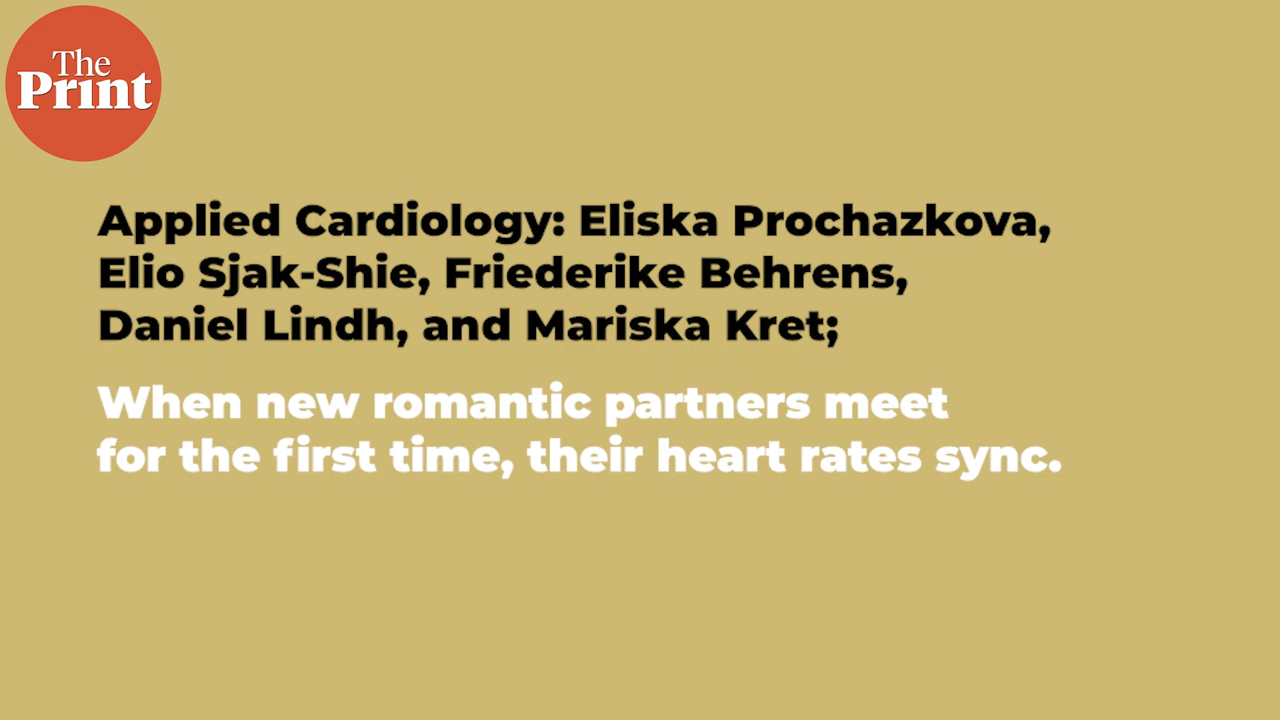 The
Print
Applied Cardiology: Eliska Prochazkova,
Elio Sjak-Shie, Friederike Behrens,
Daniel Lindh, and Mariska Kret;
When new romantic partners meet
for the first time, their heart rates sync.